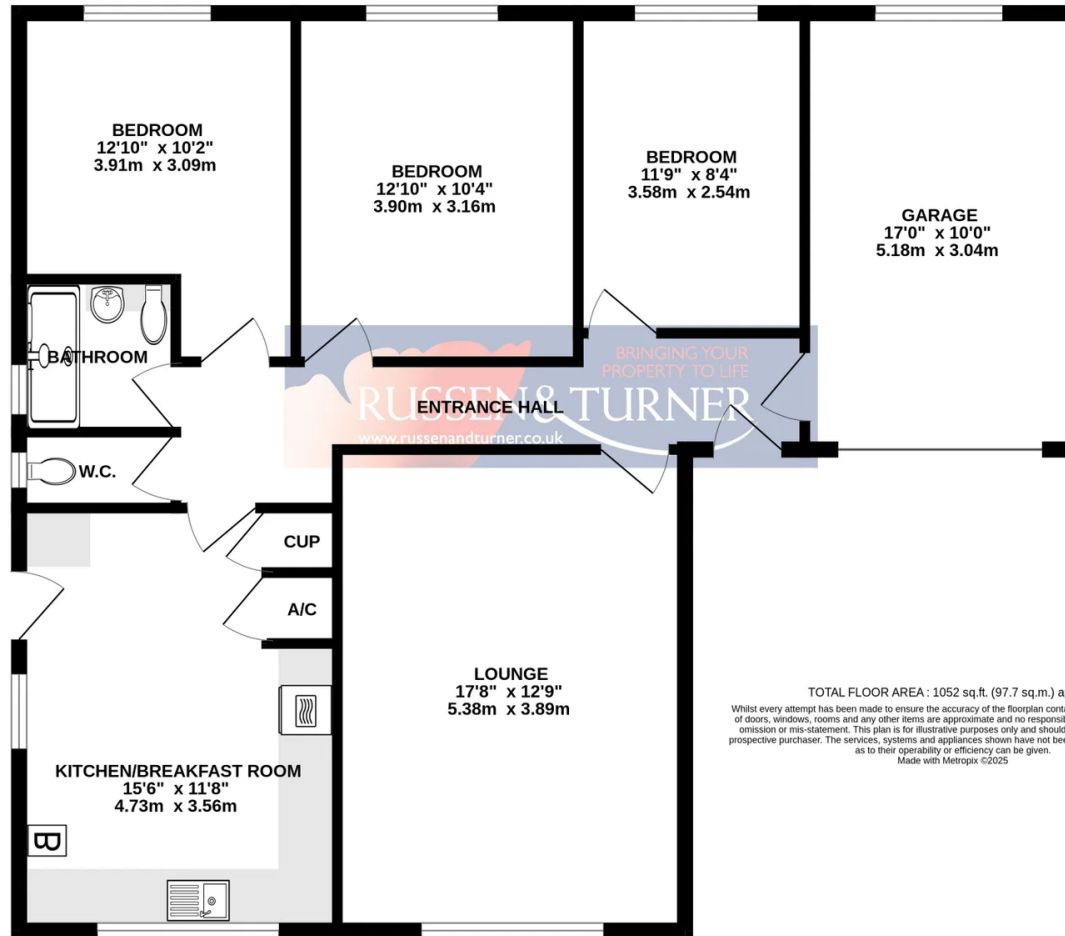 BEDROOM
12'10" x 10'2"
3.91m x 3.09m
BEDROOM
12'10" x 10'4"
3.90m x 3.16m
BEDROOM
11'9" x 8'4"
3.58m x 2.54m
GARAGE
17'0" x 10'0"
5.18m x 3.04m
BATHROOM
BRINGING YOUR
PROPERTY TO LIFE
RUSSEN & TURNER
www.russenandturner.co.uk
ENTRANCE HALL
W.C.
CUP
A/C
LOUNGE
17'8" x 12'9"
5.38m x 3.89m
KITCHEN/BREAKFAST ROOM
15'6" x 11'8"
4.73m x 3.56m
B
TOTAL FLOOR AREA : 1052 sq.ft. (97.7 sq.m.)
Whilst every attempt has been made to ensure the accuracy of the floorplan
of doors, windows, rooms and any other items are approximate and no
omission or mis-statement. This plan is for illustrative purposes only and should
prospective purchaser. The services, systems and appliances shown have not
as to their operability or efficiency can be given.
Made with Metropix ©2025